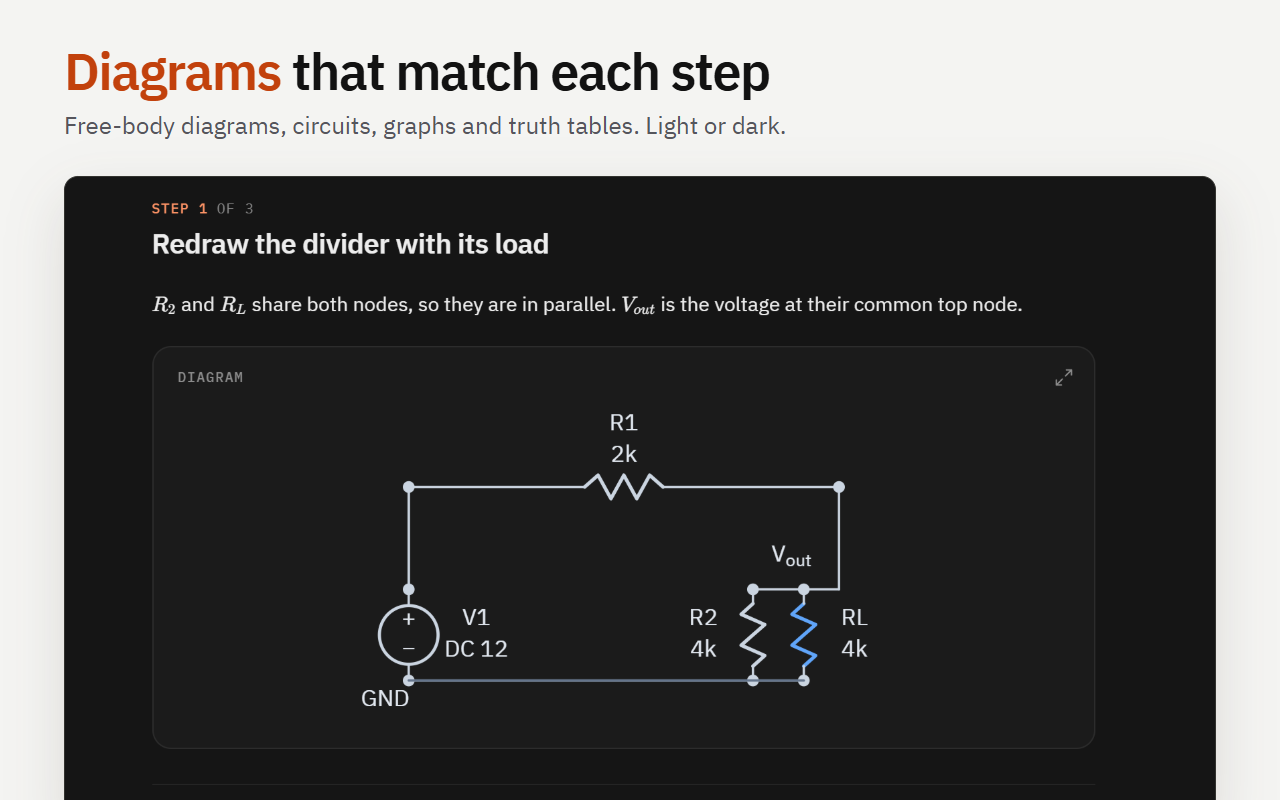 Diagrams that match each step
Free-body diagrams, circuits, graphs and truth tables. Light or dark.
STEP 1 OF 3
Redraw the divider with its load
R2 and RL share both nodes, so they are in parallel. Vout is the voltage at their common top node.
DIAGRAM
R1
2k
Vout
+
−
V1
DC 12
R2
4k
RL
4k
GND